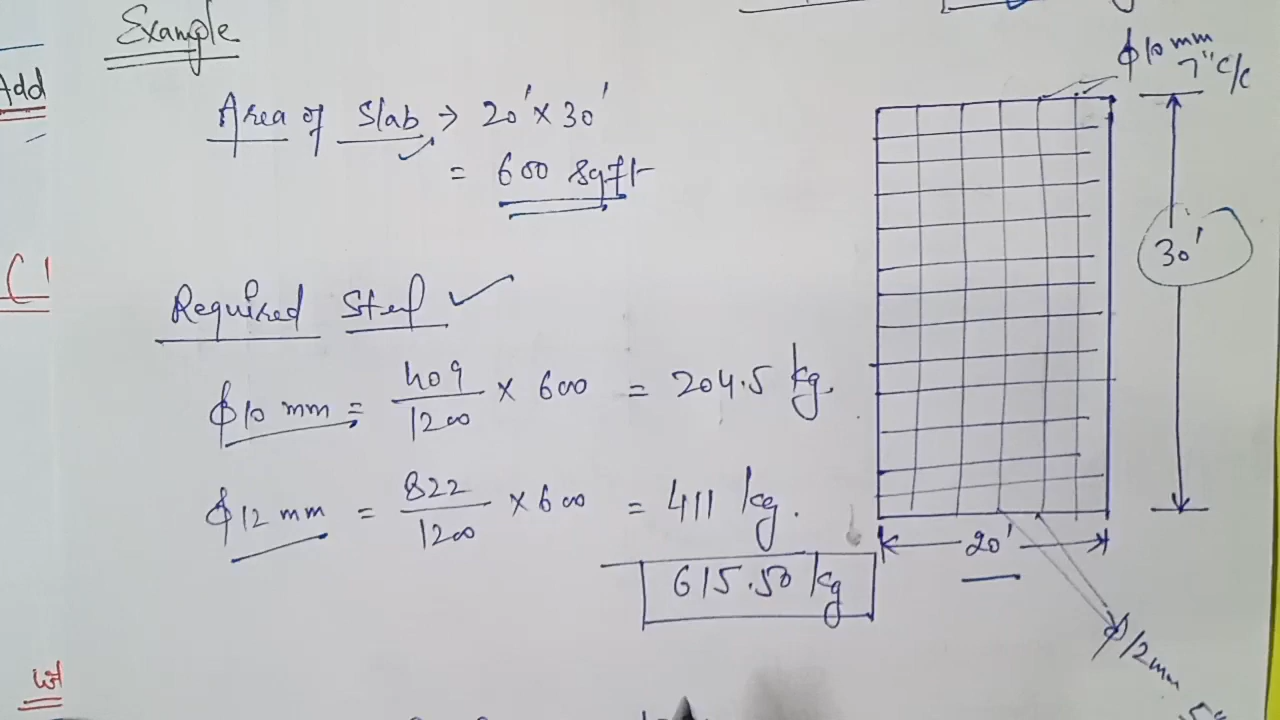 Example
Add
Area of Slab → 20' × 30'
= 600 sqft
Required Steel ✓
ϕ10 mm = 409/1200 × 600 = 204.5 kg.
ϕ12 mm = 822/1200 × 600 = 411 kg.
615.50 kg
ϕ10 mm
7" c/c
30'
20'
ϕ12mm